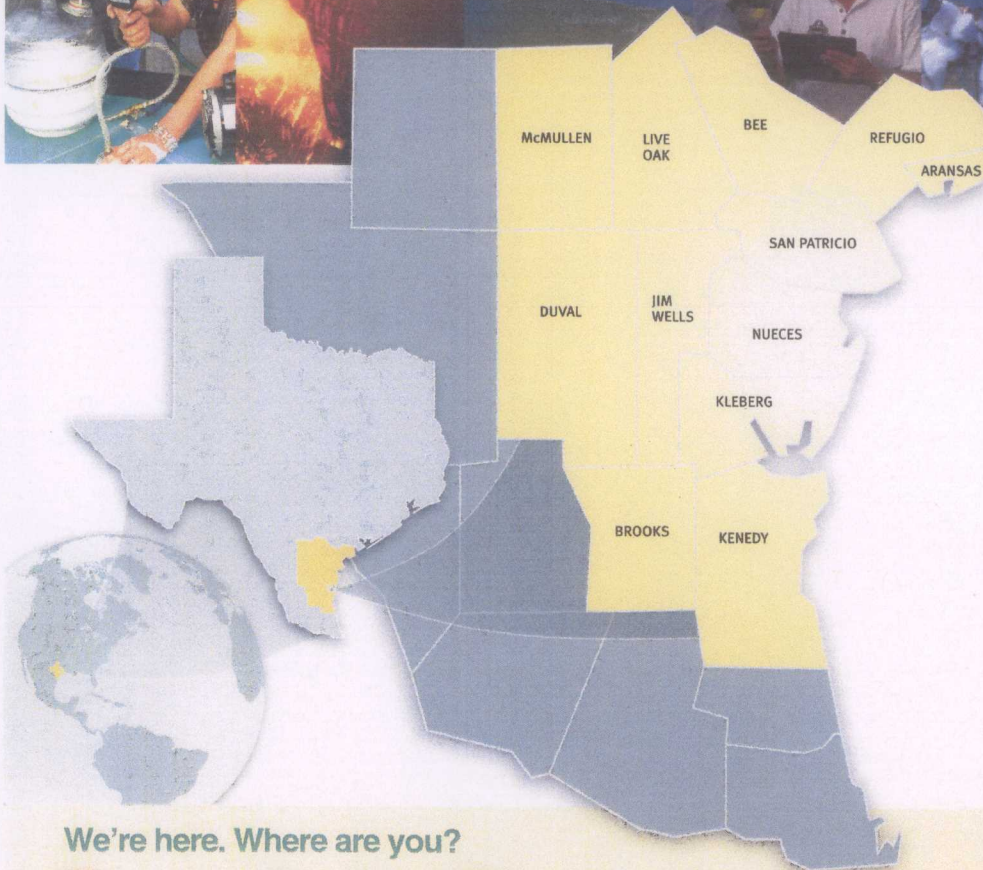 McMULLEN
LIVE
OAK
BEE
REFUGIO
ARANSAS
SAN PATRICIO
DUVAL
JIM
WELLS
NUECES
KLEBERG
BROOKS
KENEDY
We're here. Where are you?